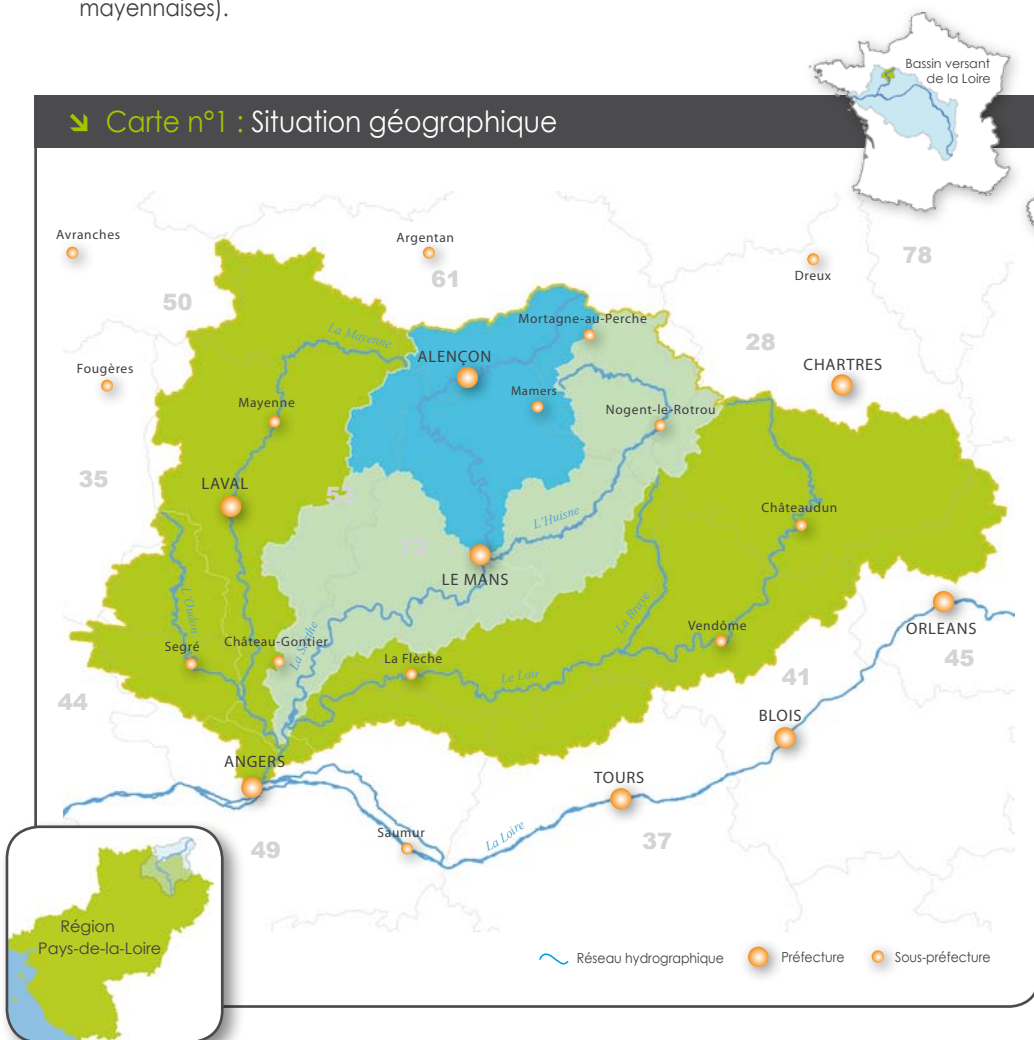 mayennaises).
Bassin versant
de la Loire
Carte n°1 : Situation géographique
Avranches
Argentan
61
78
Dreux
50
Mortagne-au-Perche
La Mayenne
28
ALENÇON
CHARTRES
Fougères
Mamers
Mayenne
Nogent-le-Rotrou
35
LAVAL
53
Châteaudun
L'Huisne
72
LE MANS
L'Oudon
La Braye
ORLEANS
Vendôme
Segré
Château-Gontier
La Sarthe
La Flèche
45
Le Loir
41
44
BLOIS
ANGERS
TOURS
Saumur
La Loire
49
37
Région
Pays-de-la-Loire
Réseau hydrographique
Préfecture
Sous-préfecture